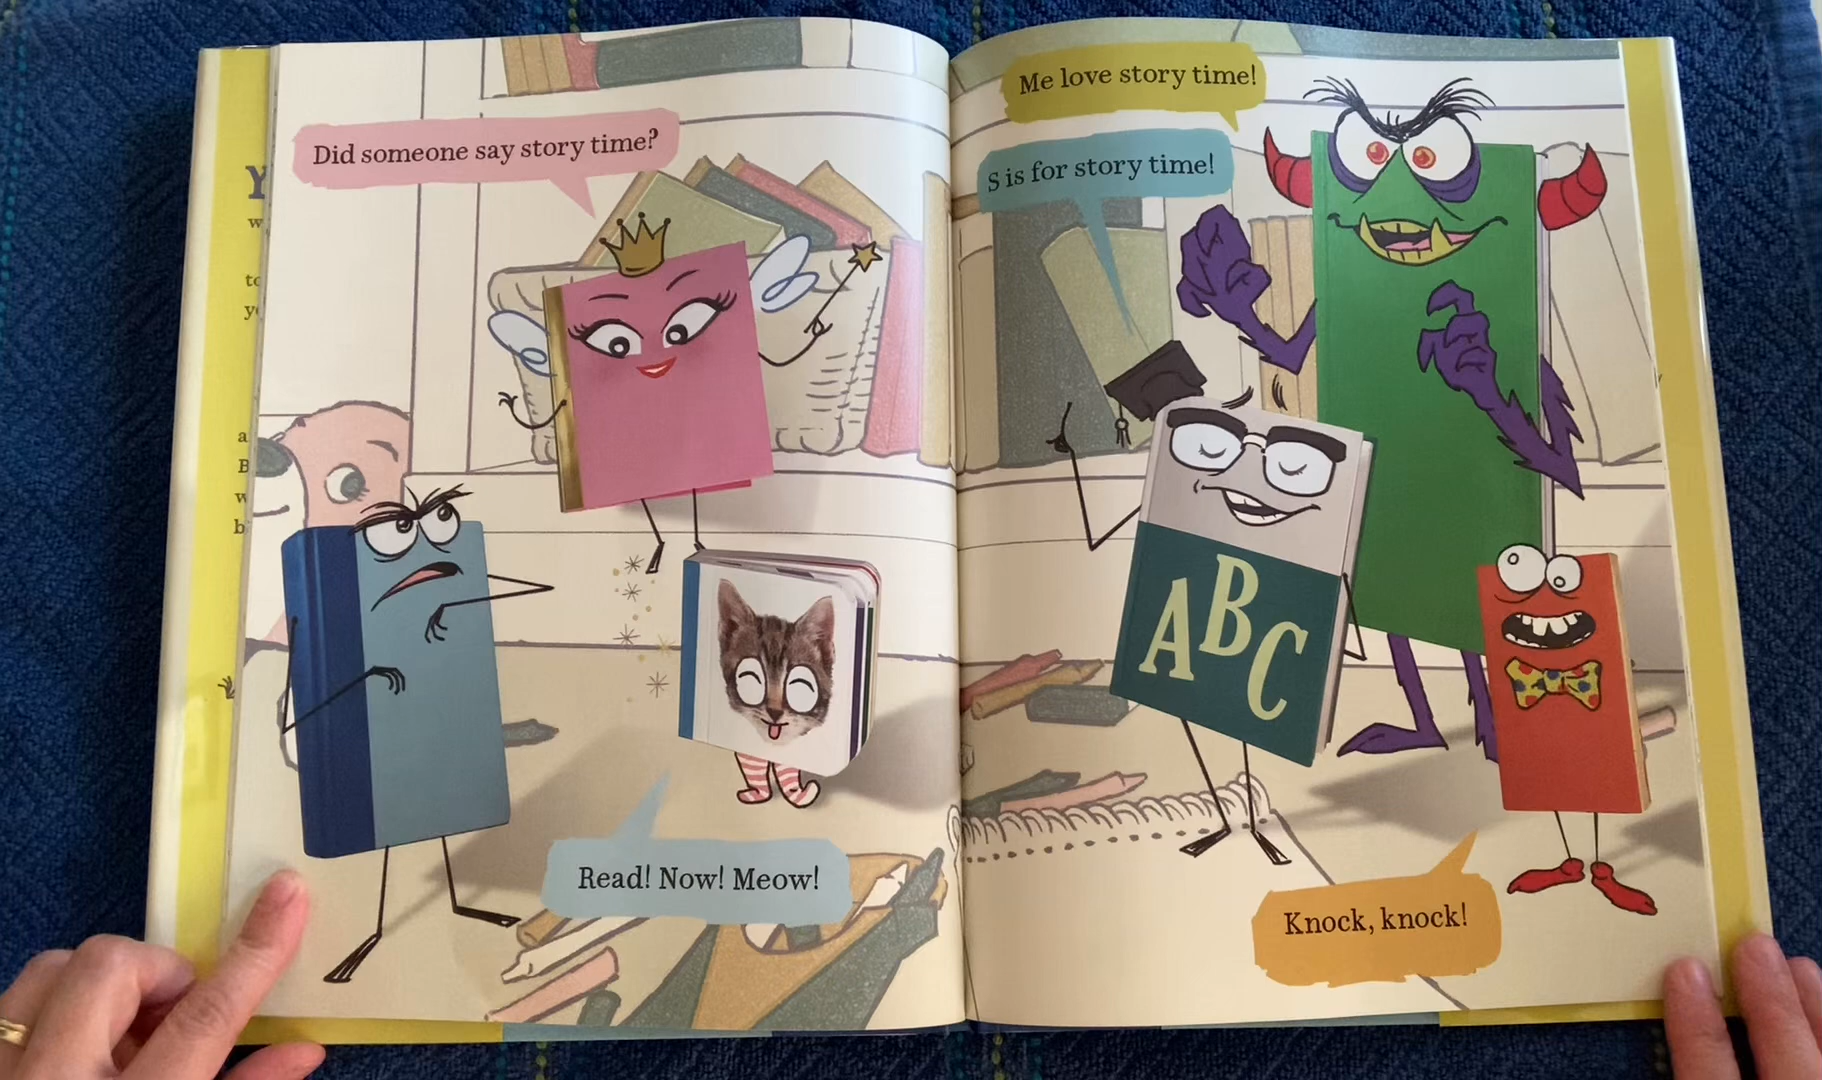 Did someone say story time?
Read! Now! Meow!
Me love story time!
S is for story time!
ABC
Knock, knock!